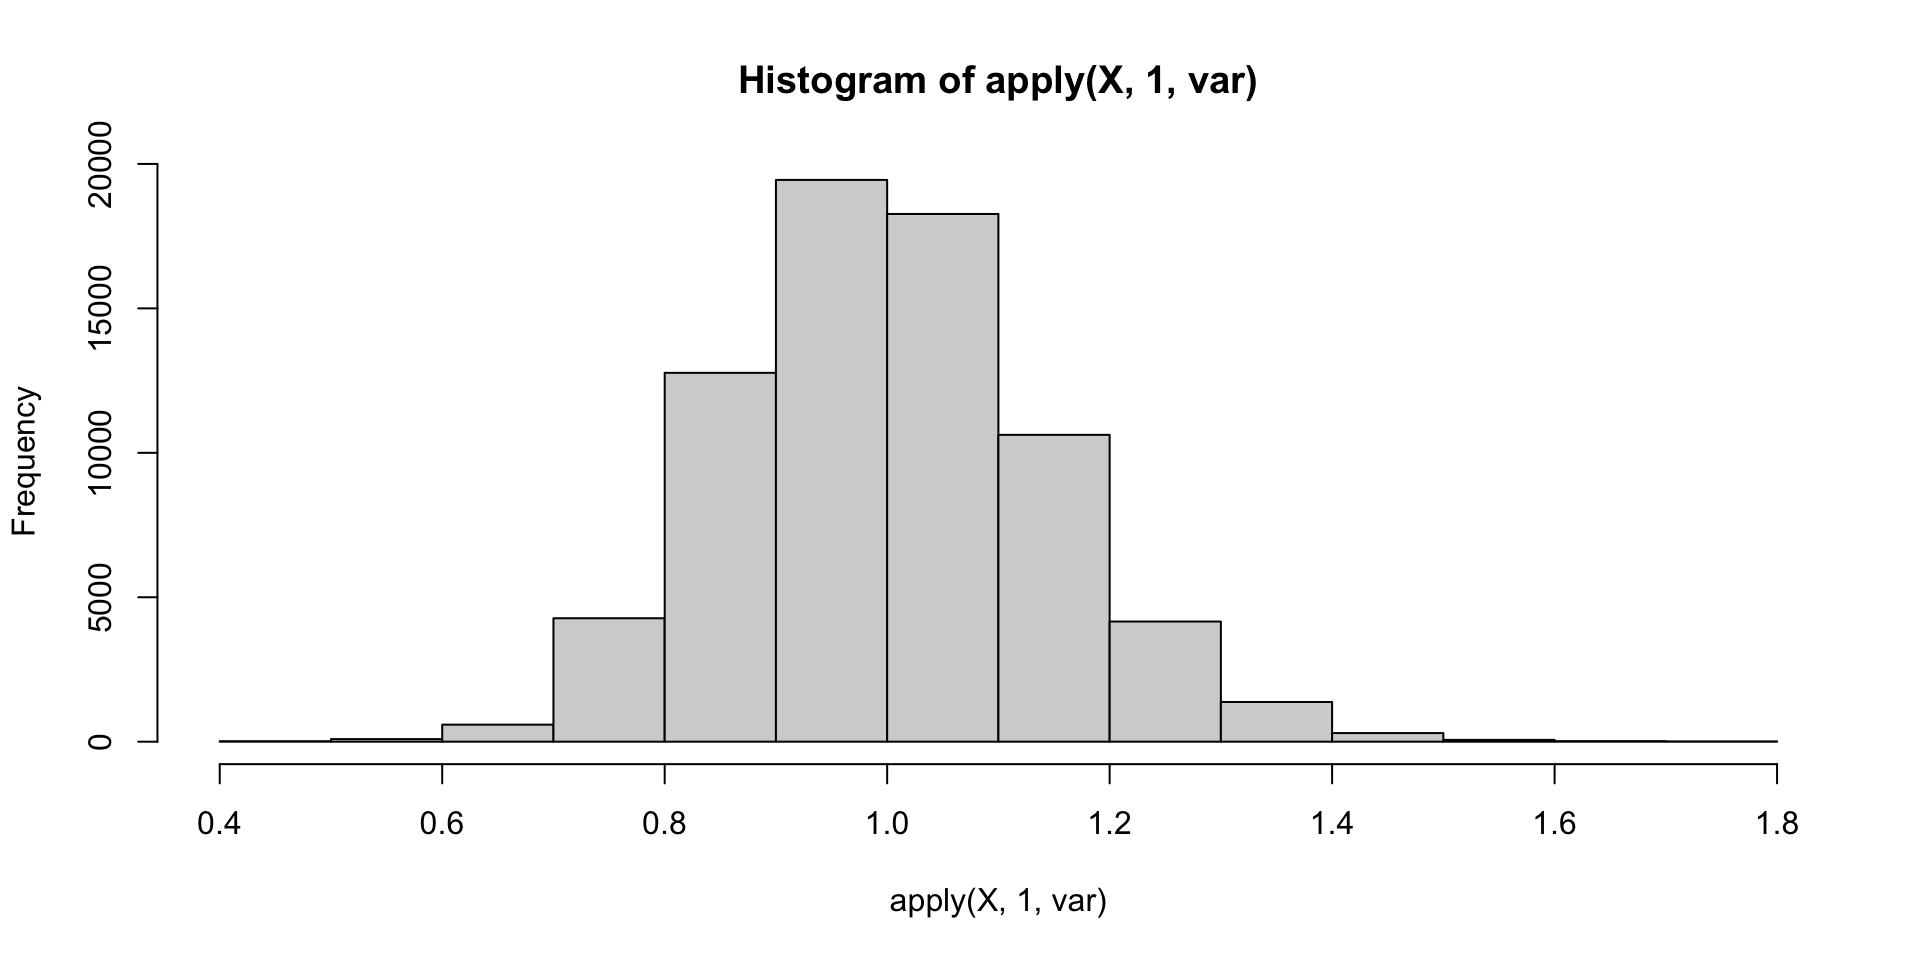 Histogram of apply(X, 1, var)
Frequency
20000
15000
10000
5000
0
0.4 0.6 0.8 1.0 1.2 1.4 1.6 1.8
apply(X, 1, var)